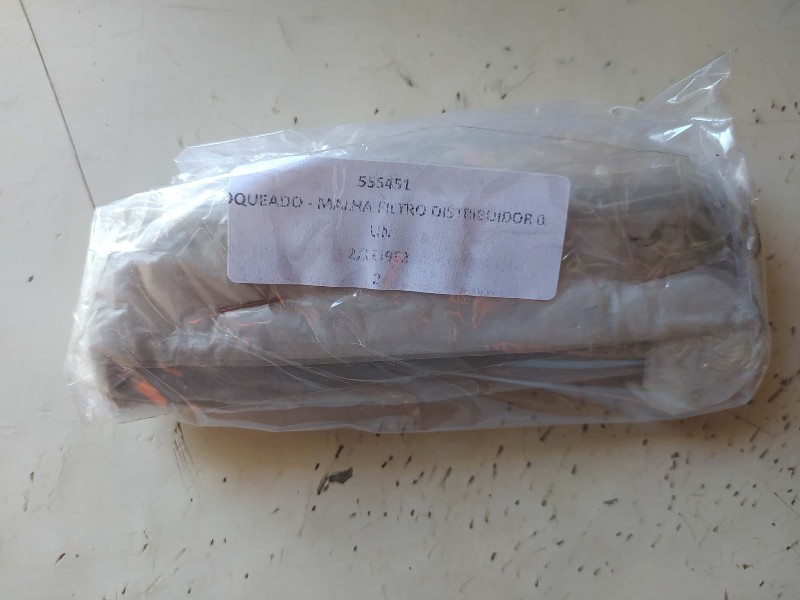 555451
OQUEADO - MALHA FILTRO DISTRIBUIDOR 0
UN
2